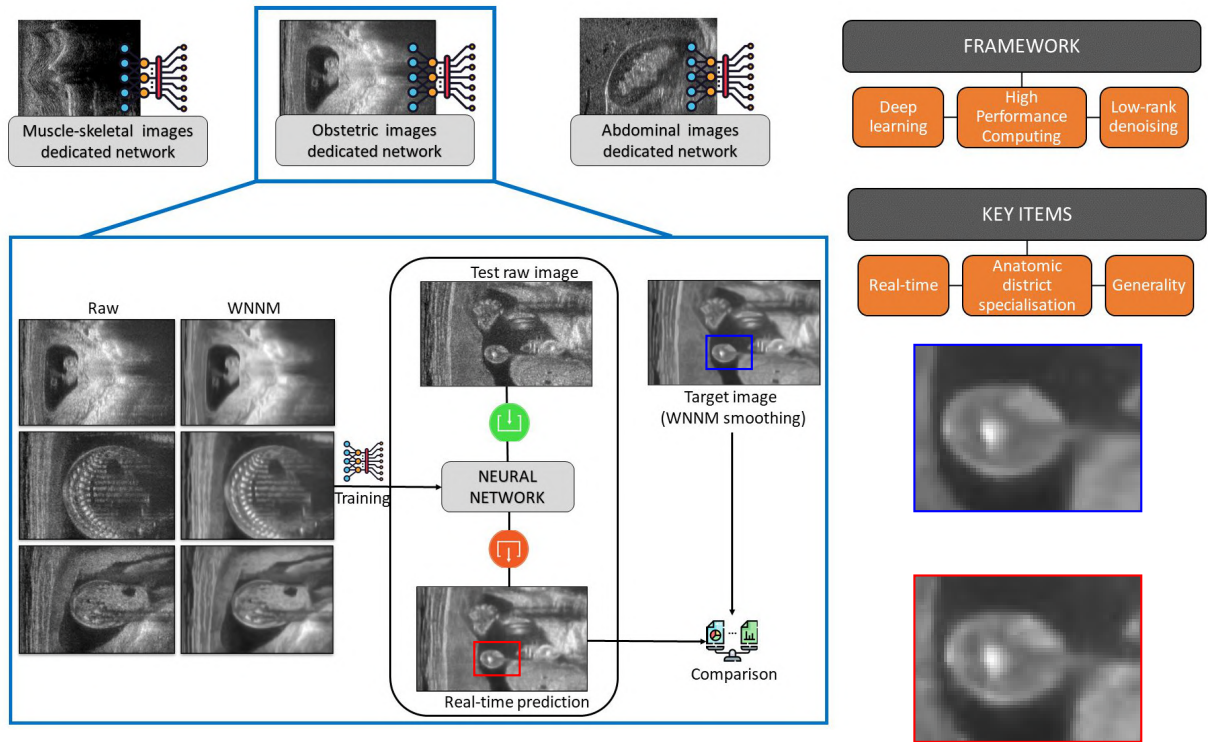 Muscle-skeletal images
dedicated network
Obstetric images
dedicated network
Abdominal images
dedicated network
FRAMEWORK
Deep
learning
High
Performance
Computing
Low-rank
denoising
KEY ITEMS
Real-time
Anatomic
district
specialisation
Generality
Raw
WNNM
Training
Test raw image
NEURAL
NETWORK
Real-time prediction
Target image
(WNNM smoothing)
Comparison